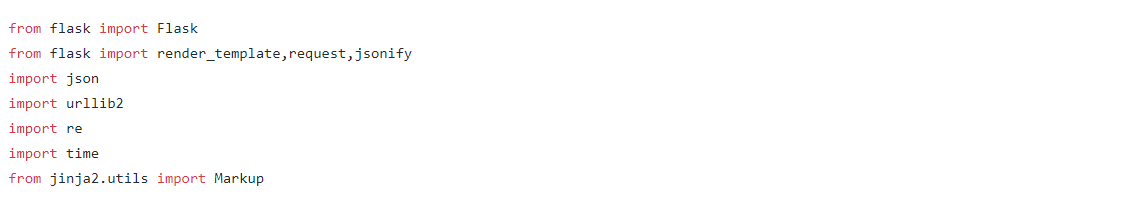 from flask import Flask
from flask import render_template,request,jsonify
import json
import urllib2
import re
import time
from jinja2.utils import Markup